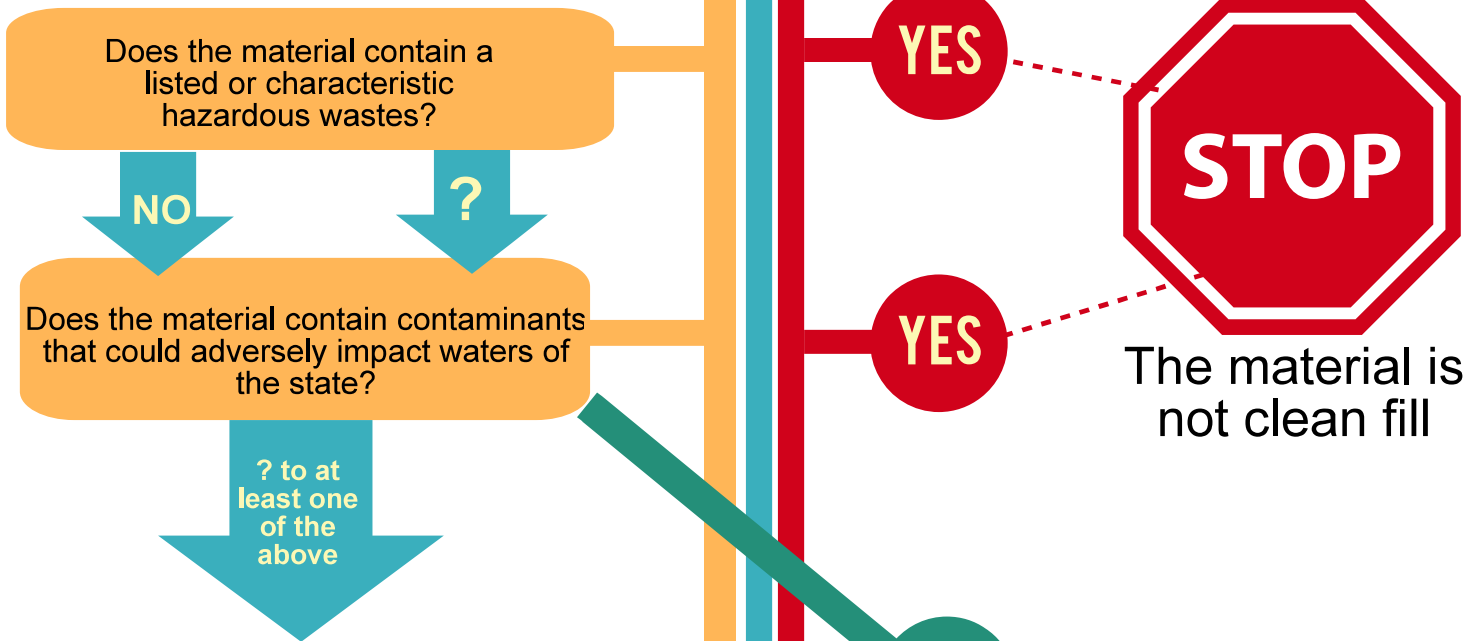 Does the material contain a
listed or characteristic
hazardous wastes?
YES
STOP
NO
?
Does the material contain contaminants
that could adversely impact waters of
the state?
YES
The material is
not clean fill
? to at
least one
of the
above